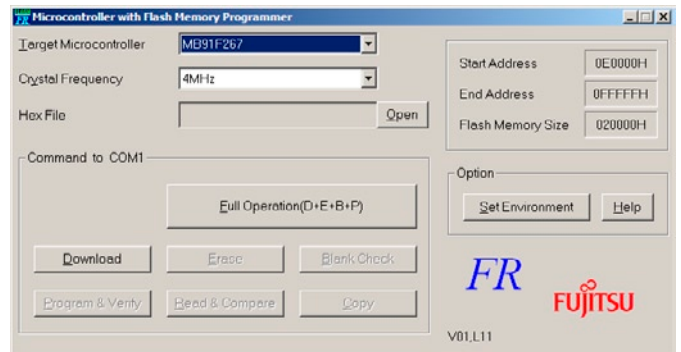 FR Microcontroller with Flash Memory Programmer
Target Microcontroller
MB91F267
Crystal Frequency
4MHz
Hex File
Open
Start Address
0E0000H
End Address
0FFFFFH
Flash Memory Size
020000H
Command to COM1
Full Operation(D+E+B+P)
Download
Erase
Blank Check
Program & Verify
Read & Compare
Copy
Option
Set Environment
Help
FR
FUJITSU
V01,L11